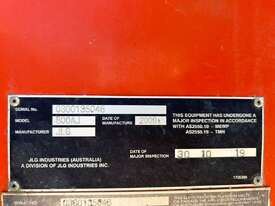 SERIAL No. 0300135046
MODEL 800AJ DATE OF MANUFACTURE
MANUFACTURER JLG
THIS EQUIPMENT HAS UNDERGONE A
MAJOR INSPECTION IN ACCORDANCE
WITH AS2550.10 - MEWP
AS2550.10 - TMH
JLG INDUSTRIES (AUSTRALIA)
A DIVISION OF JLG INDUSTRIES INC.
DATE OF MAJOR INSPECTION 30 10 19